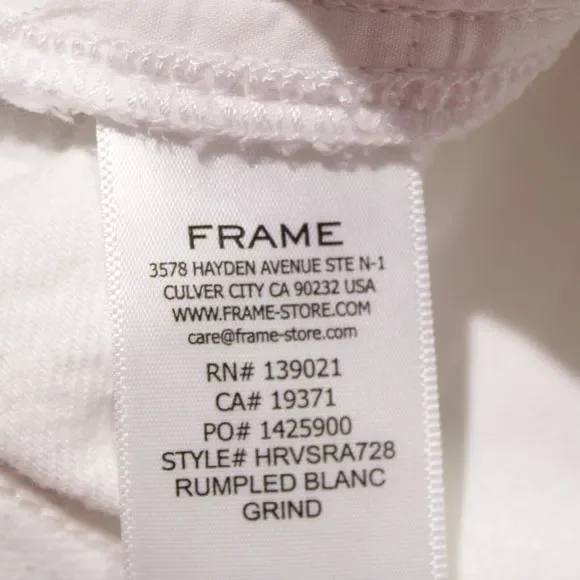 FRAME
3578 HAYDEN AVENUE STE N-1
CULVER CITY CA 90232 USA
WWW.FRAME-STORE.COM
care@frame-store.com
RN# 139021
CA# 19371
PO# 1425900
STYLE# HRVSRA728
RUMPLED BLANC
GRIND